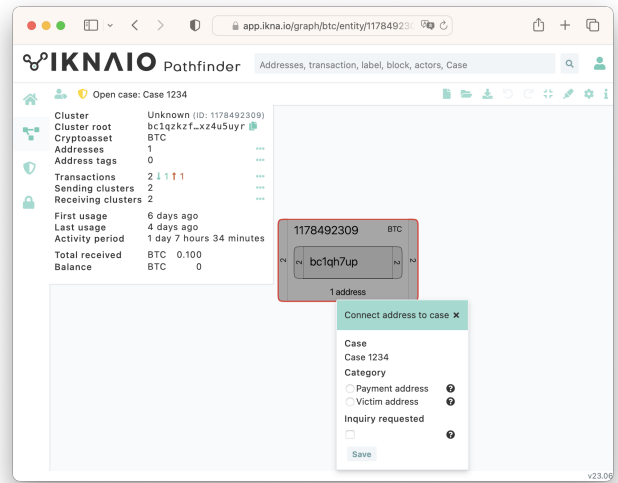 app.ikna.io/graph/btc/entity/11784923
IKNAIO Pathfinder
Addresses, transaction, label, block, actors, Case
Open case: Case 1234
Cluster Unknown (ID: 1178492309)
Cluster root bc1qzkzf…xz4u5uyr
Cryptoasset BTC
Addresses 1
Address tags 0
Transactions 2 ↓ 1 ↑ 1
Sending clusters 2
Receiving clusters 2
First usage 6 days ago
Last usage 4 days ago
Activity period 1 day 7 hours 34 minutes
Total received BTC 0.100
Balance BTC 0
1178492309 BTC
2 2 bc1qh7up 2 2
1 address
Connect address to case ×
Case
Case 1234
Category
Payment address ?
Victim address ?
Inquiry requested
?
Save
v23.06